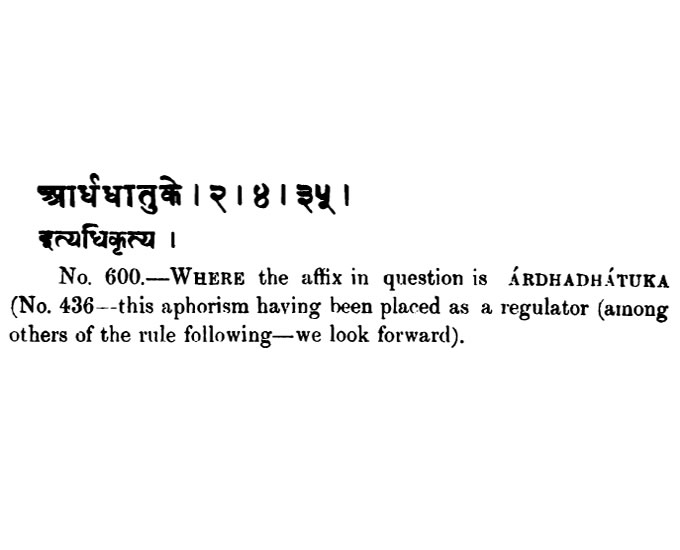 आर्धधातुके । २ । ४ । ३५ ।
इत्यधिकृत्य ।
No. 600.—WHERE the affix in question is ÁRDHADHÁTUKA
(No. 436—this aphorism having been placed as a regulator (among
others of the rule following—we look forward).